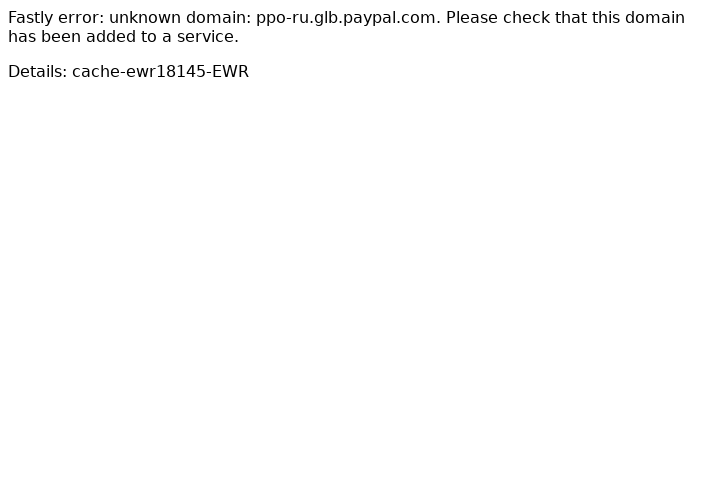 Fastly error: unknown domain: ppo-ru.glb.paypal.com. Please check that this domain
has been added to a service.
Details: cache-ewr18145-EWR